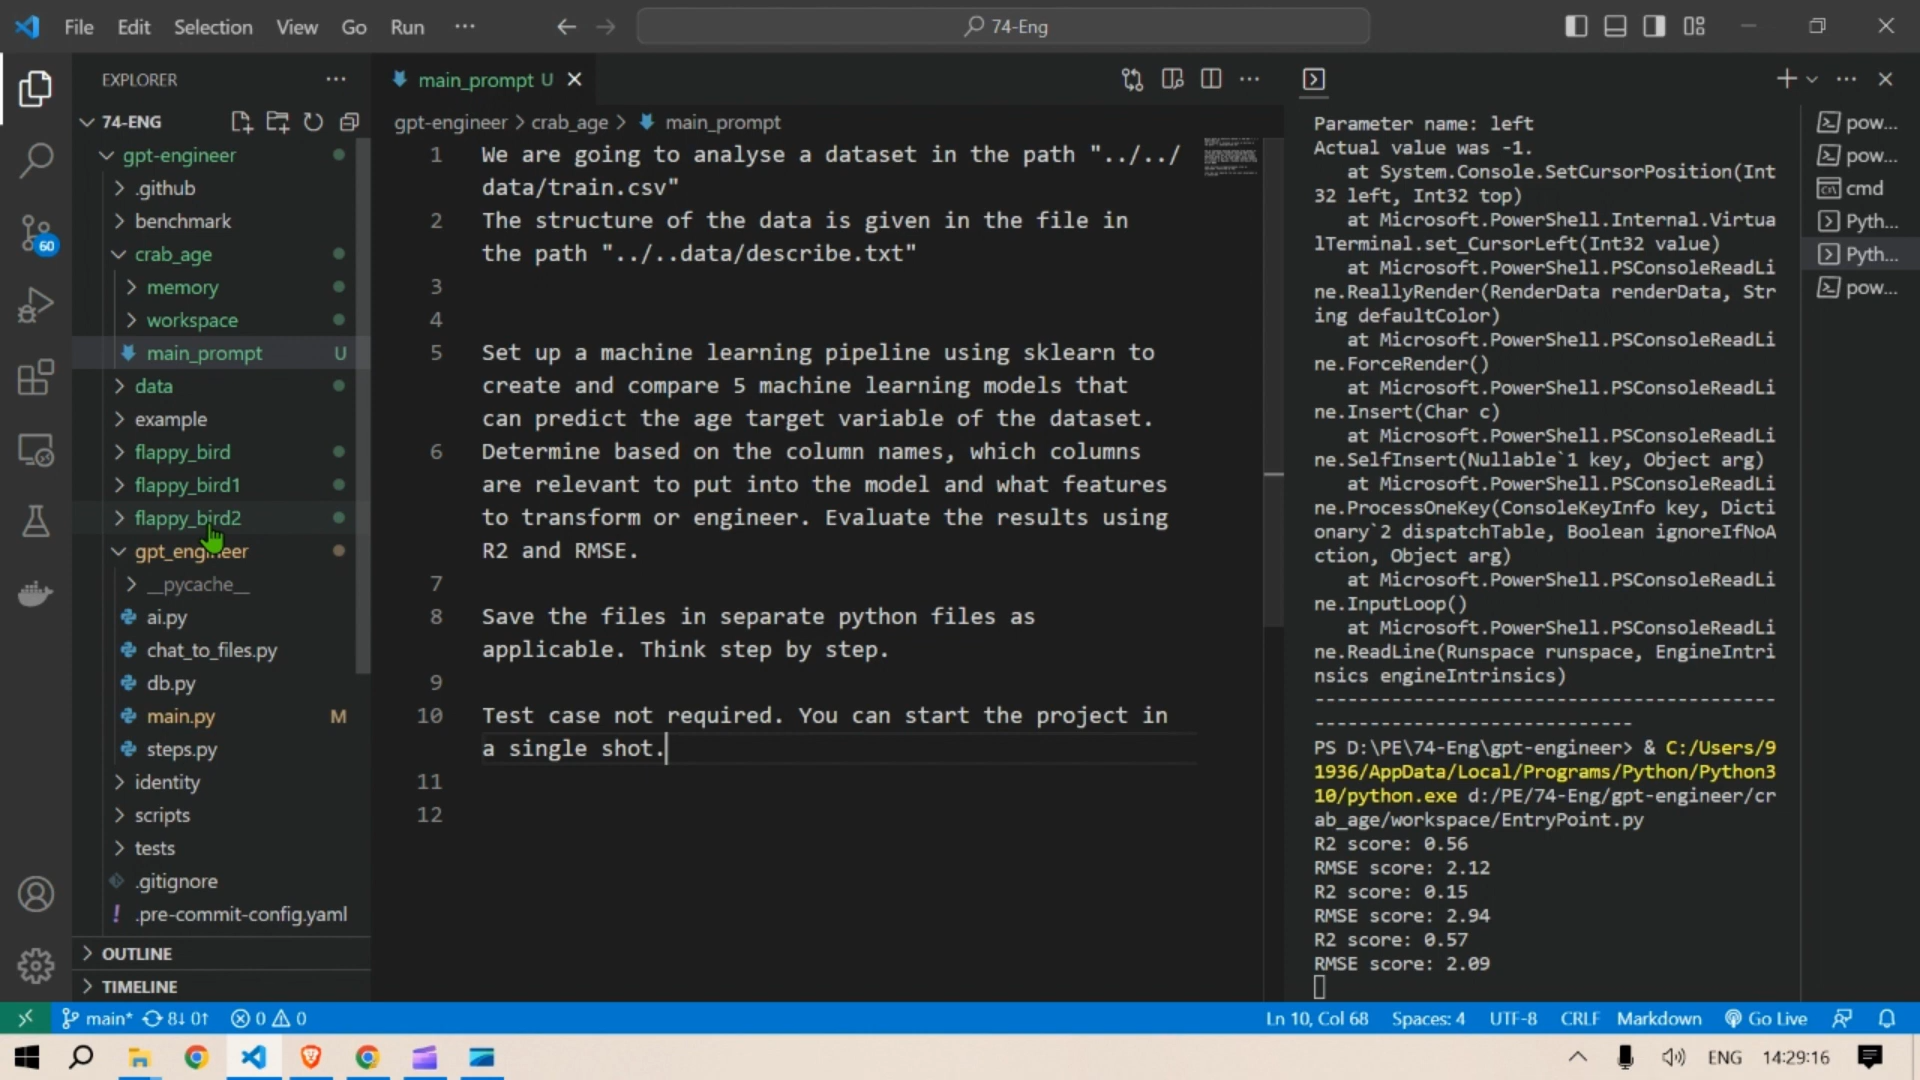 File Edit Selection View Go Run ···
74-Eng
EXPLORER
74-ENG
gpt-engineer
.github
benchmark
crab_age
memory
workspace
main_prompt U
data
example
flappy_bird
flappy_bird1
flappy_bird2
gpt_engineer
__pycache__
ai.py
chat_to_files.py
db.py
main.py M
steps.py
identity
scripts
tests
.gitignore
! .pre-commit-config.yaml
OUTLINE
TIMELINE
60
main_prompt U
gpt-engineer > crab_age > main_prompt
1 We are going to analyse a dataset in the path "../../
data/train.csv"
2 The structure of the data is given in the file in
the path "../..data/describe.txt"
3
4
5 Set up a machine learning pipeline using sklearn to
create and compare 5 machine learning models that
can predict the age target variable of the dataset.
6 Determine based on the column names, which columns
are relevant to put into the model and what features
to transform or engineer. Evaluate the results using
R2 and RMSE.
7
8 Save the files in separate python files as
applicable. Think step by step.
9
10 Test case not required. You can start the project in
a single shot.
11
12
Parameter name: left
Actual value was -1.
at System.Console.SetCursorPosition(Int
32 left, Int32 top)
at Microsoft.PowerShell.Internal.Virtua
lTerminal.set_CursorLeft(Int32 value)
at Microsoft.PowerShell.PSConsoleReadLi
ne.ReallyRender(RenderData renderData, Str
ing defaultColor)
at Microsoft.PowerShell.PSConsoleReadLi
ne.ForceRender()
at Microsoft.PowerShell.PSConsoleReadLi
ne.Insert(Char c)
at Microsoft.PowerShell.PSConsoleReadLi
ne.SelfInsert(Nullable`1 key, Object arg)
at Microsoft.PowerShell.PSConsoleReadLi
ne.ProcessOneKey(ConsoleKeyInfo key, Dicti
onary`2 dispatchTable, Boolean ignoreIfNoA
ction, Object arg)
at Microsoft.PowerShell.PSConsoleReadLi
ne.InputLoop()
at Microsoft.PowerShell.PSConsoleReadLi
ne.ReadLine(Runspace runspace, EngineIntri
nsics engineIntrinsics)
------------------------------------------
-----------------------------
PS D:\PE\74-Eng\gpt-engineer> & C:/Users/9
1936/AppData/Local/Programs/Python/Python3
10/python.exe d:/PE/74-Eng/gpt-engineer/cr
ab_age/workspace/EntryPoint.py
R2 score: 0.56
RMSE score: 2.12
R2 score: 0.15
RMSE score: 2.94
R2 score: 0.57
RMSE score: 2.09
pow...
pow...
cmd
Pyth...
Pyth...
pow...
main* 8↓ 0↑ 0 0
Ln 10, Col 68 Spaces: 4 UTF-8 CRLF Markdown Go Live
ENG 14:29:16